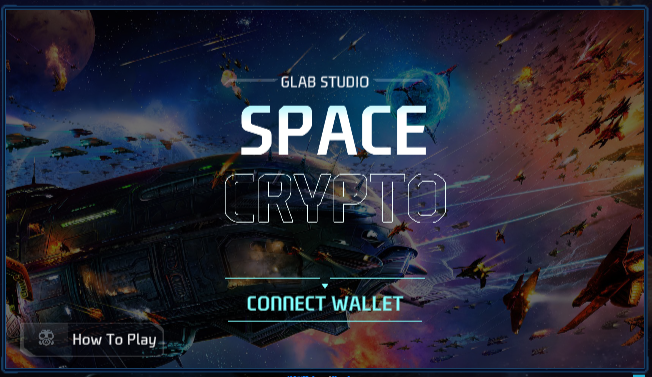 GLAB STUDIO
SPACE
CRYPTO
CONNECT WALLET
How To Play